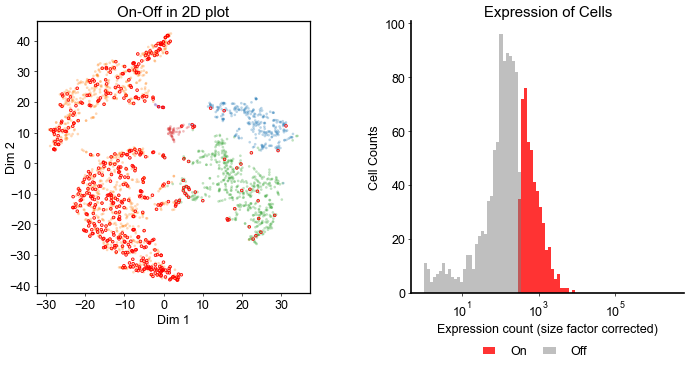 On-Off in 2D plot
40
30
20
10
0
−10
−20
−30
−40
Dim 2
−30 −20 −10 0 10 20 30
Dim 1
Expression of Cells
100
80
60
40
20
0
Cell Counts
10^1 10^3 10^5
Expression count (size factor corrected)
On Off